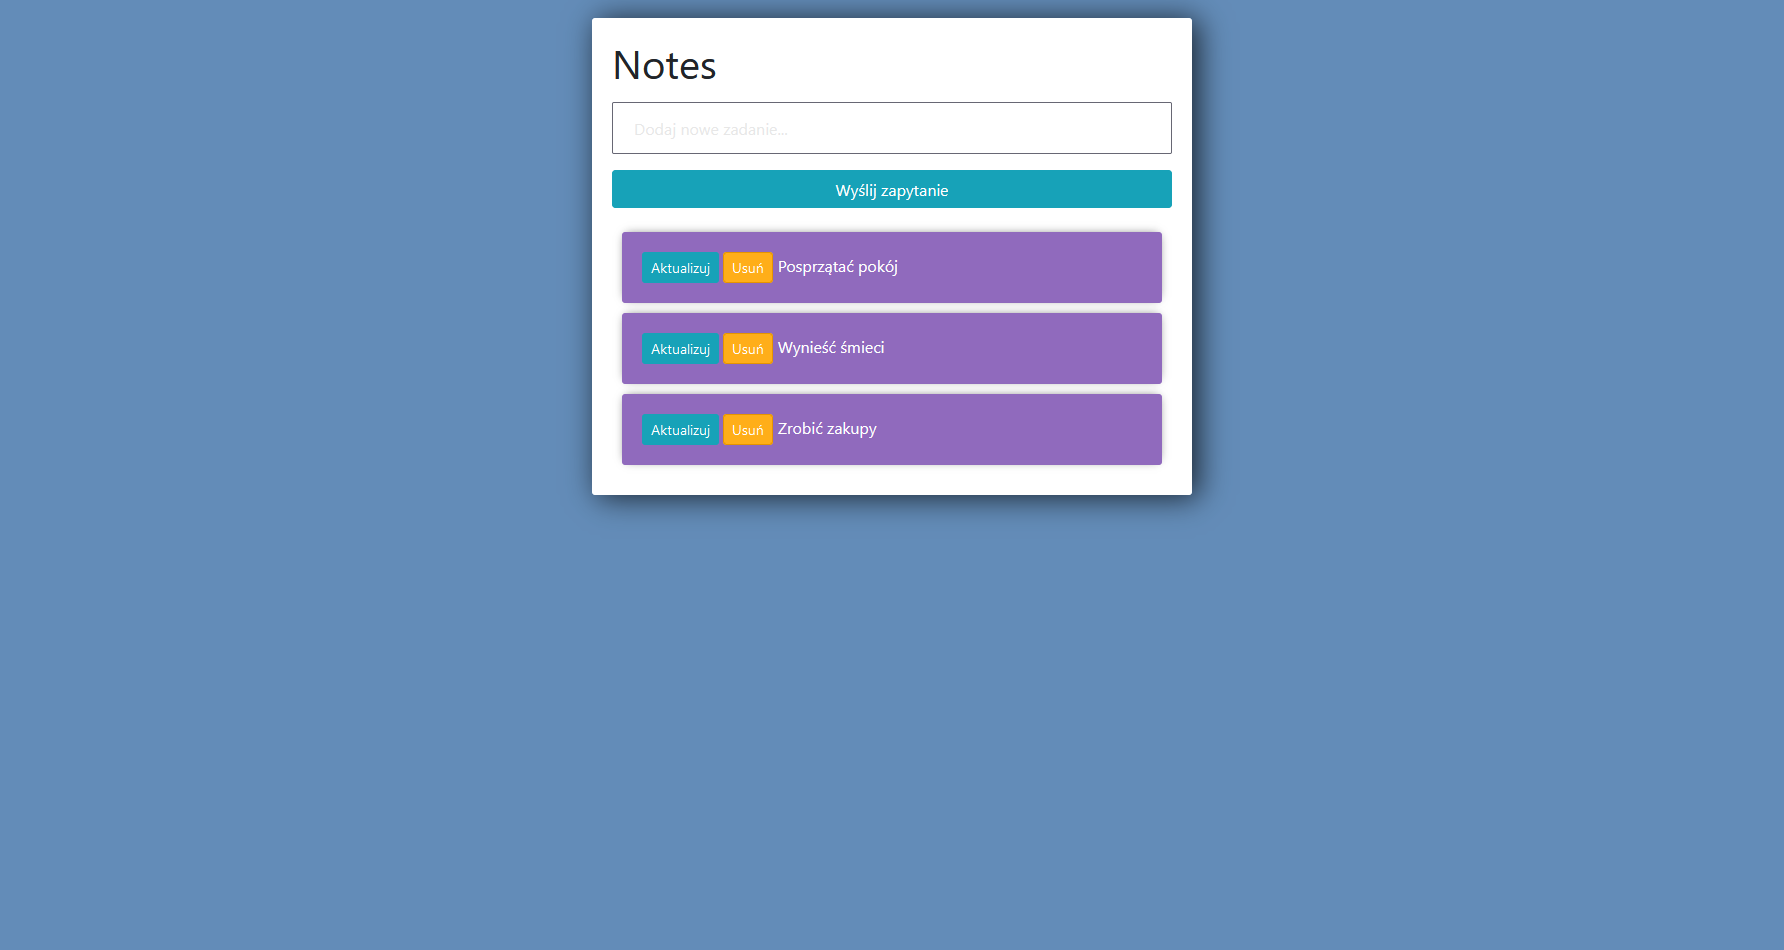 Notes
Dodaj nowe zadanie...
Wyślij zapytanie
Aktualizuj Usuń Posprzątać pokój
Aktualizuj Usuń Wynieść śmieci
Aktualizuj Usuń Zrobić zakupy